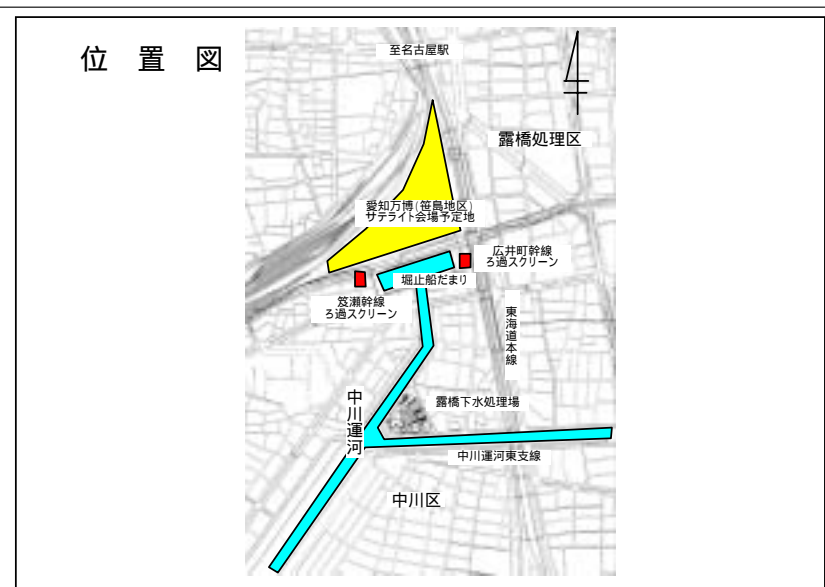 位置図
至名古屋駅
露橋処理区
愛知万博(笹島地区)
サテライト会場予定地
広井町幹線
ろ過スクリーン
堀止船だまり
笈瀬幹線
ろ過スクリーン
東海道本線
中川運河
露橋下水処理場
中川運河東支線
中川区